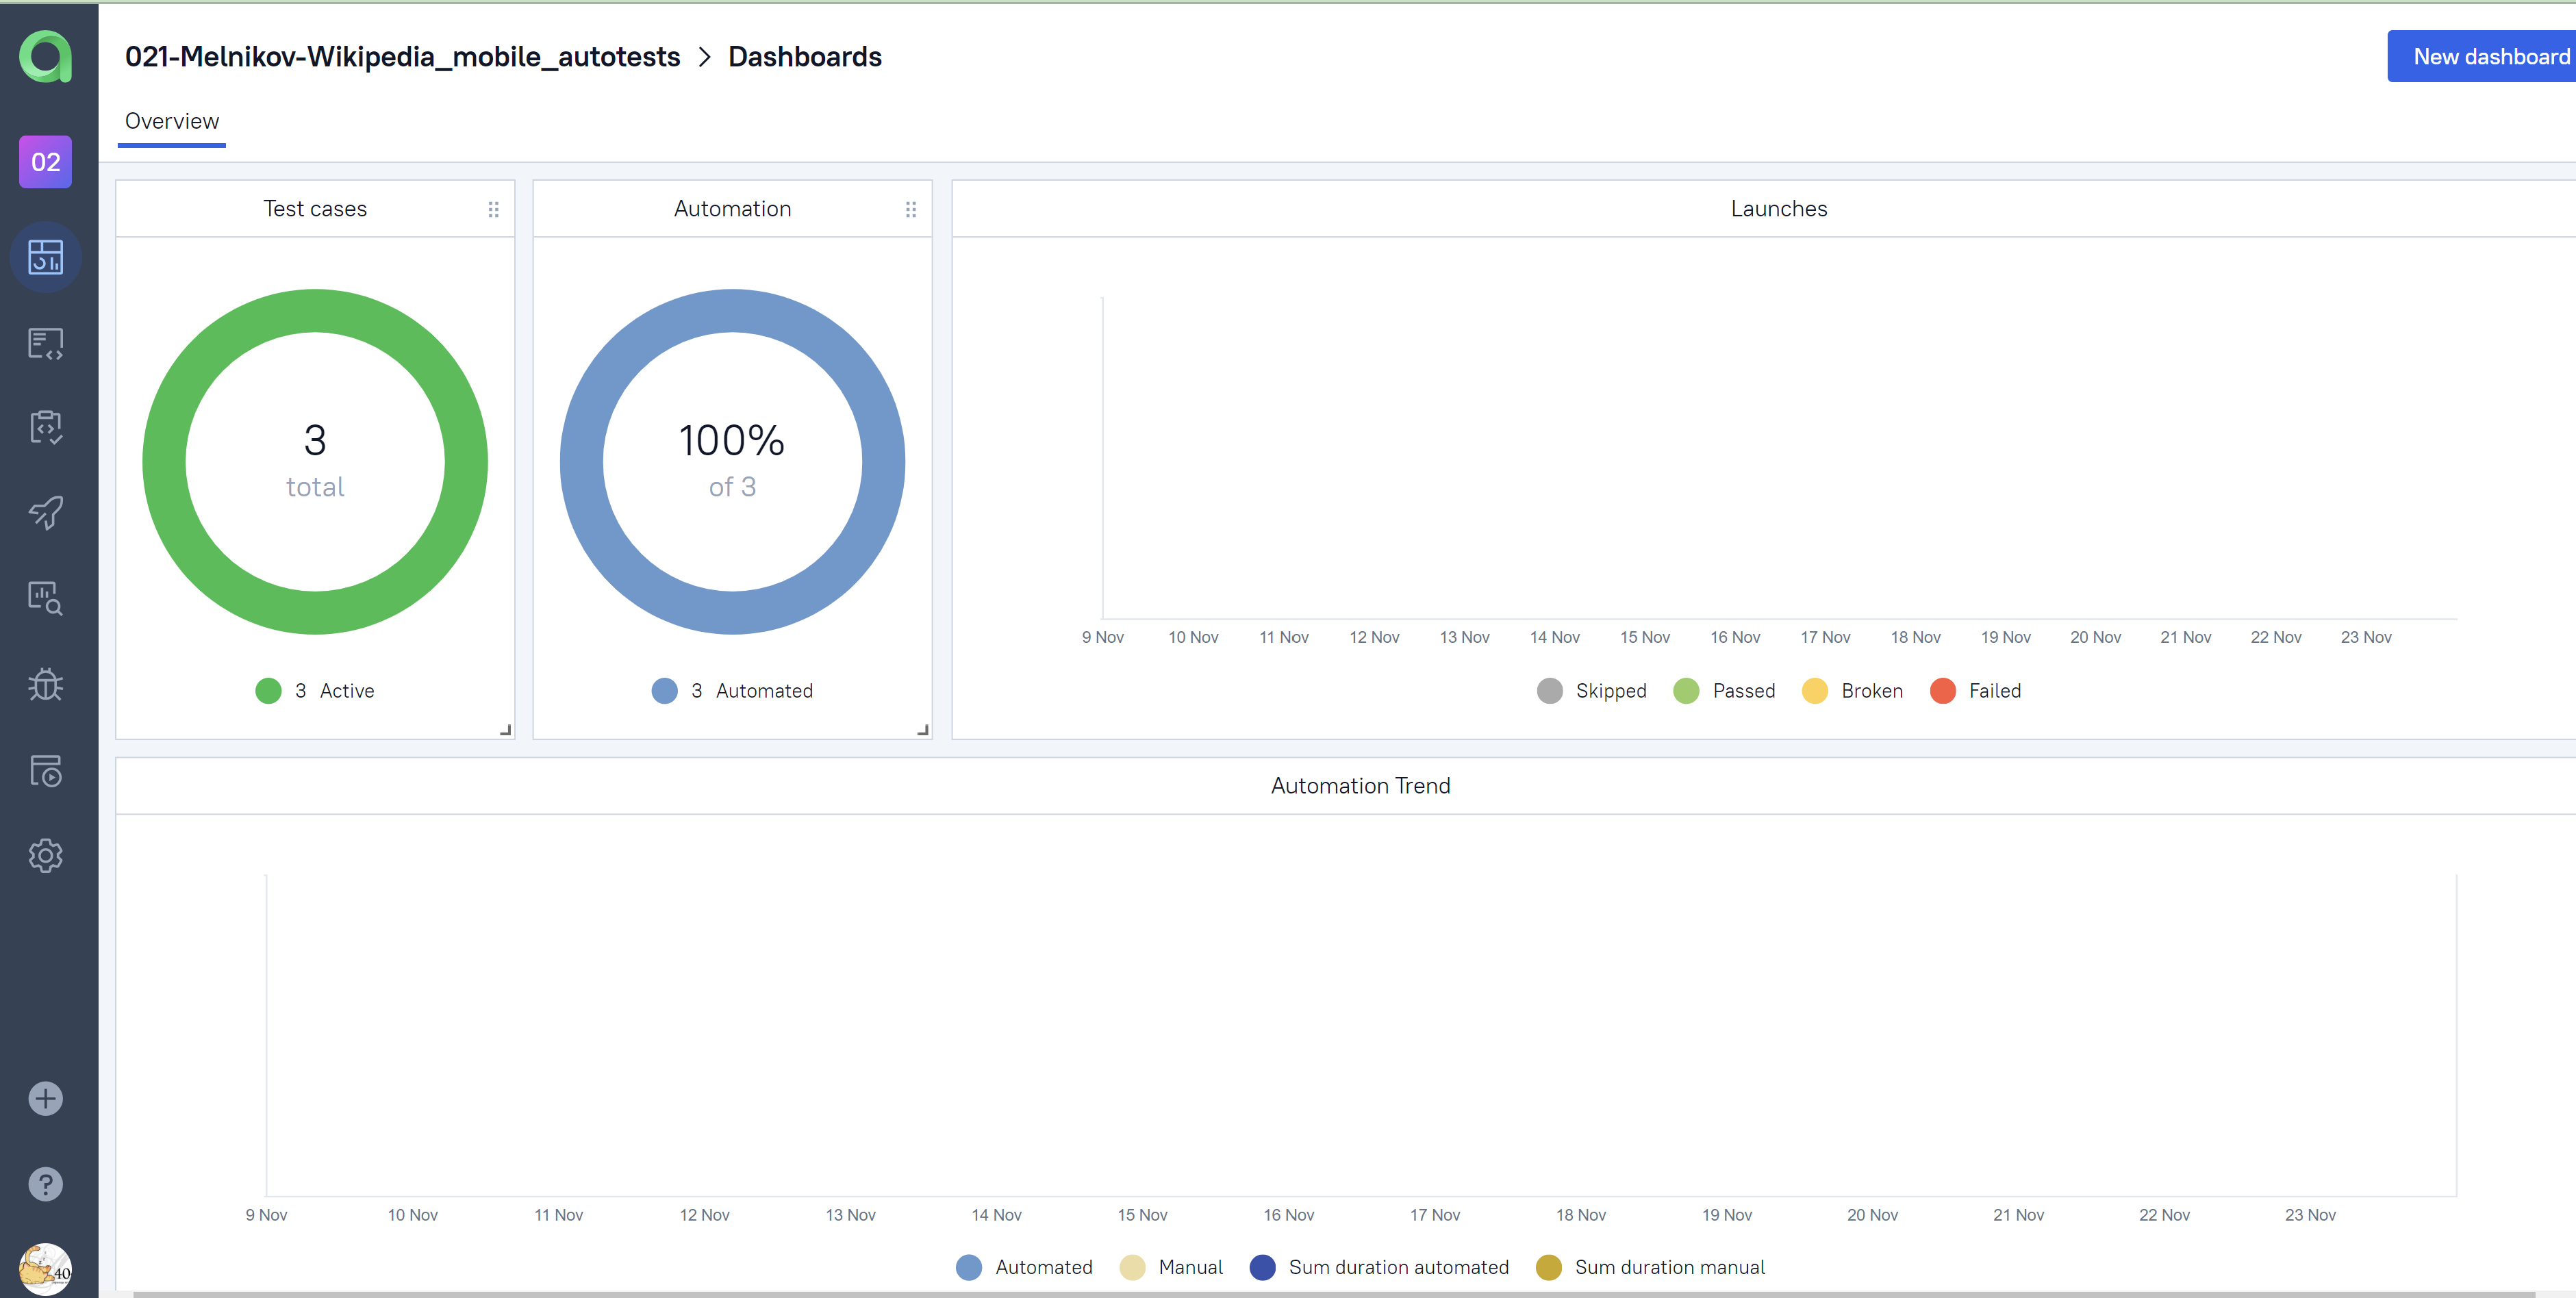 021-Melnikov-Wikipedia_mobile_autotests > Dashboards
New dashboard
Overview
02
Test cases
Automation
Launches
3
total
100%
of 3
9 Nov 10 Nov 11 Nov 12 Nov 13 Nov 14 Nov 15 Nov 16 Nov 17 Nov 18 Nov 19 Nov 20 Nov 21 Nov 22 Nov 23 Nov
3 Active
3 Automated
Skipped Passed Broken Failed
Automation Trend
9 Nov 10 Nov 11 Nov 12 Nov 13 Nov 14 Nov 15 Nov 16 Nov 17 Nov 18 Nov 19 Nov 20 Nov 21 Nov 22 Nov 23 Nov
Automated Manual Sum duration automated Sum duration manual
40